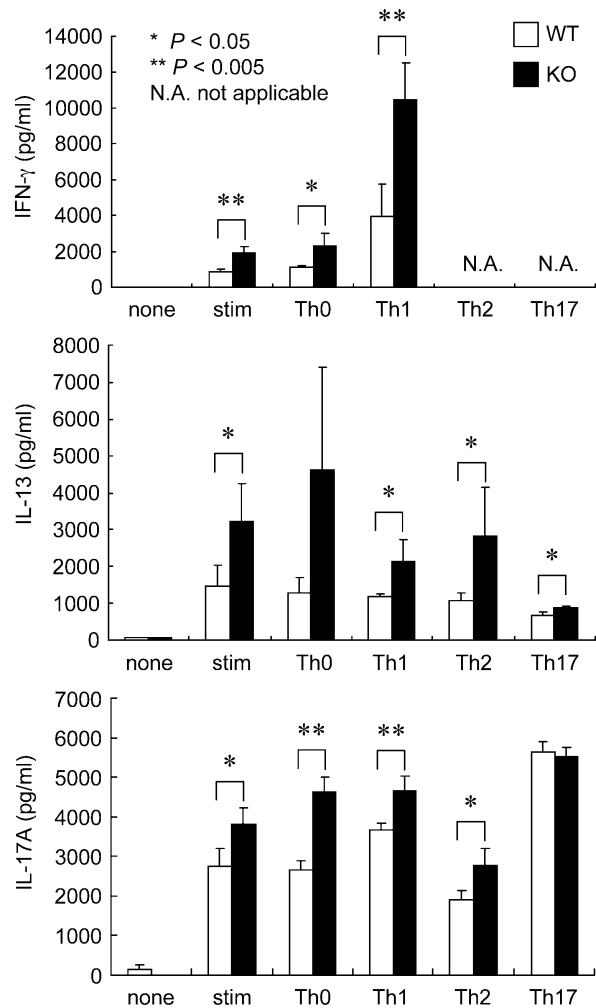 14000
12000
10000
8000
6000
4000
2000
0
IFN-γ (pg/ml)
* P < 0.05
** P < 0.005
N.A. not applicable
WT
KO
** * **
N.A. N.A.
none stim Th0 Th1 Th2 Th17
8000
7000
6000
5000
4000
3000
2000
1000
0
IL-13 (pg/ml)
* * * *
none stim Th0 Th1 Th2 Th17
7000
6000
5000
4000
3000
2000
1000
0
IL-17A (pg/ml)
* ** ** *
none stim Th0 Th1 Th2 Th17